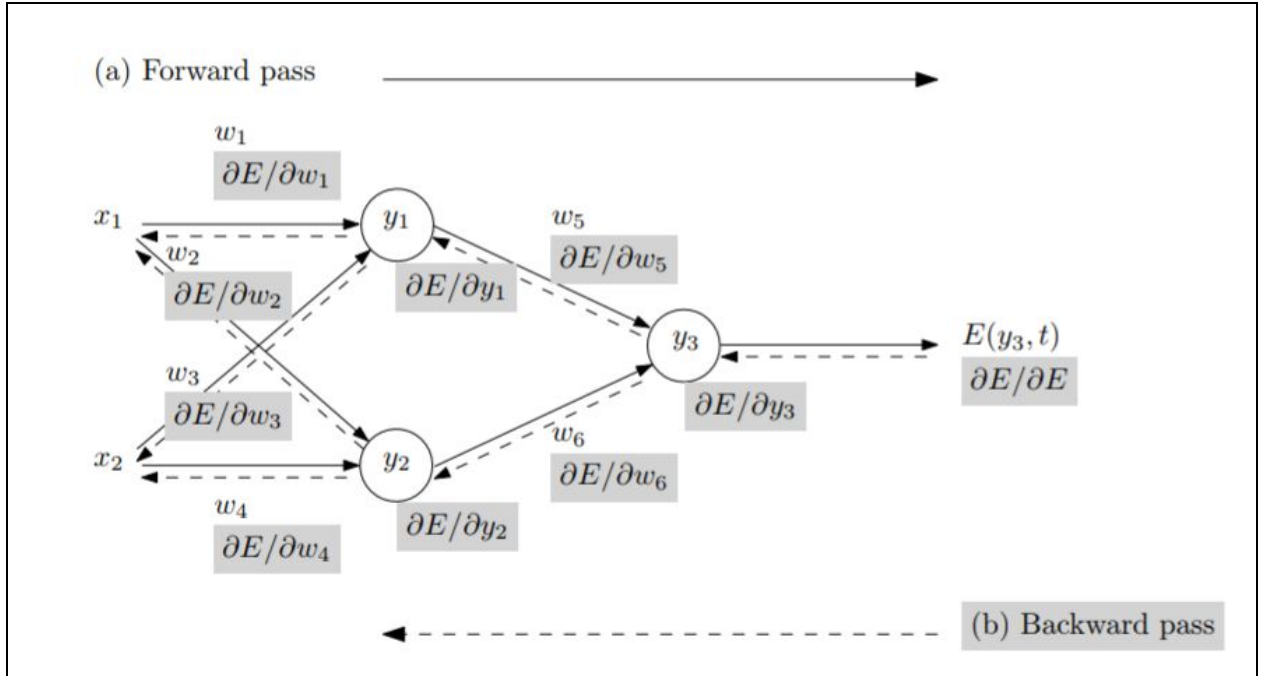 (a) Forward pass
w₁
∂E/∂w₁
x₁
y₁
w₅
w₂
∂E/∂w₅
∂E/∂w₂
∂E/∂y₁
y₃
E(y₃, t)
w₃
∂E/∂E
∂E/∂w₃
∂E/∂y₃
x₂
y₂
w₆
∂E/∂w₆
w₄
∂E/∂y₂
∂E/∂w₄
(b) Backward pass